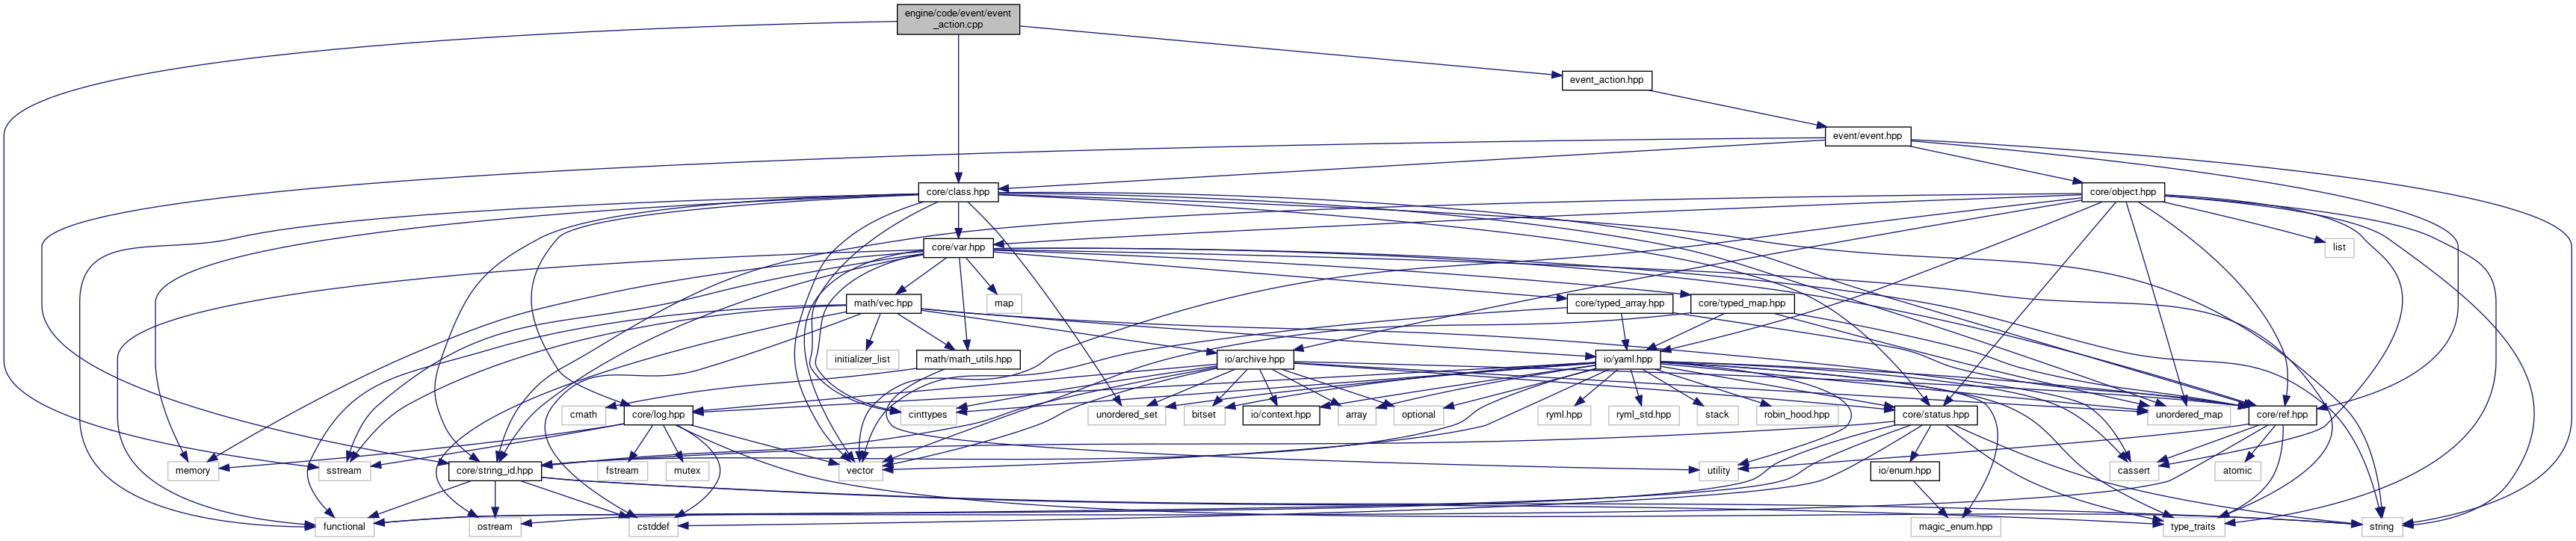 engine/code/event/event
_action.cpp
event_action.hpp
event/event.hpp
core/class.hpp
core/object.hpp
core/var.hpp
list
math/vec.hpp
map
core/typed_array.hpp
core/typed_map.hpp
initializer_list
math/math_utils.hpp
io/archive.hpp
io/yaml.hpp
cmath
core/log.hpp
cinttypes
unordered_set
bitset
io/context.hpp
array
optional
ryml.hpp
ryml_std.hpp
stack
robin_hood.hpp
core/status.hpp
unordered_map
core/ref.hpp
memory
sstream
core/string_id.hpp
fstream
mutex
vector
utility
io/enum.hpp
cassert
atomic
functional
ostream
cstddef
magic_enum.hpp
type_traits
string